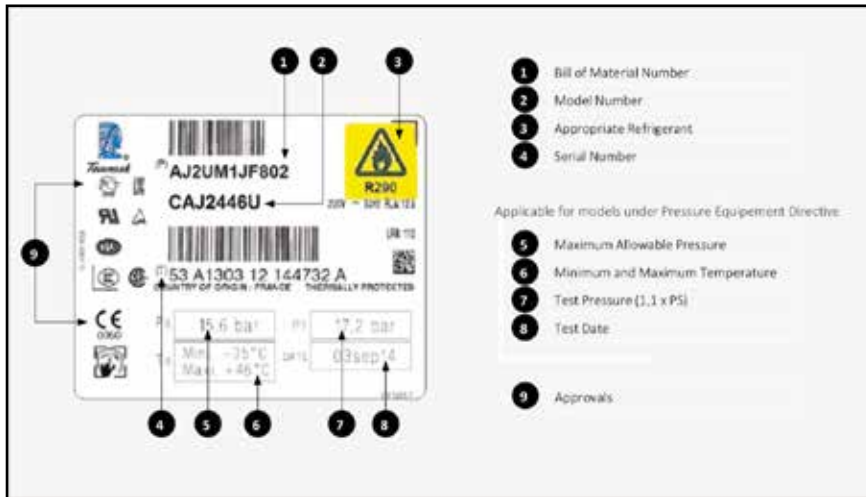 1 2 3
Tecumseh
(P) AJ2UM1JF802
CAJ2446U
R290
LRA 110
9
(T) 53 A1303 12 144732 A
COUNTRY OF ORIGIN : FRANCE THERMALLY PROTECTED
CE
PS 15.6 bar PT 17.2 bar
TS Min. -35°C DATE 03sep14
Maxi. +46°C
4 5 6 7 8
1 Bill of Material Number
2 Model Number
3 Appropriate Refrigerant
4 Serial Number
Applicable for models under Pressure Equipement Directive
5 Maximum Allowable Pressure
6 Minimum and Maximum Temperature
7 Test Pressure (1,1 x PS)
8 Test Date
9 Approvals